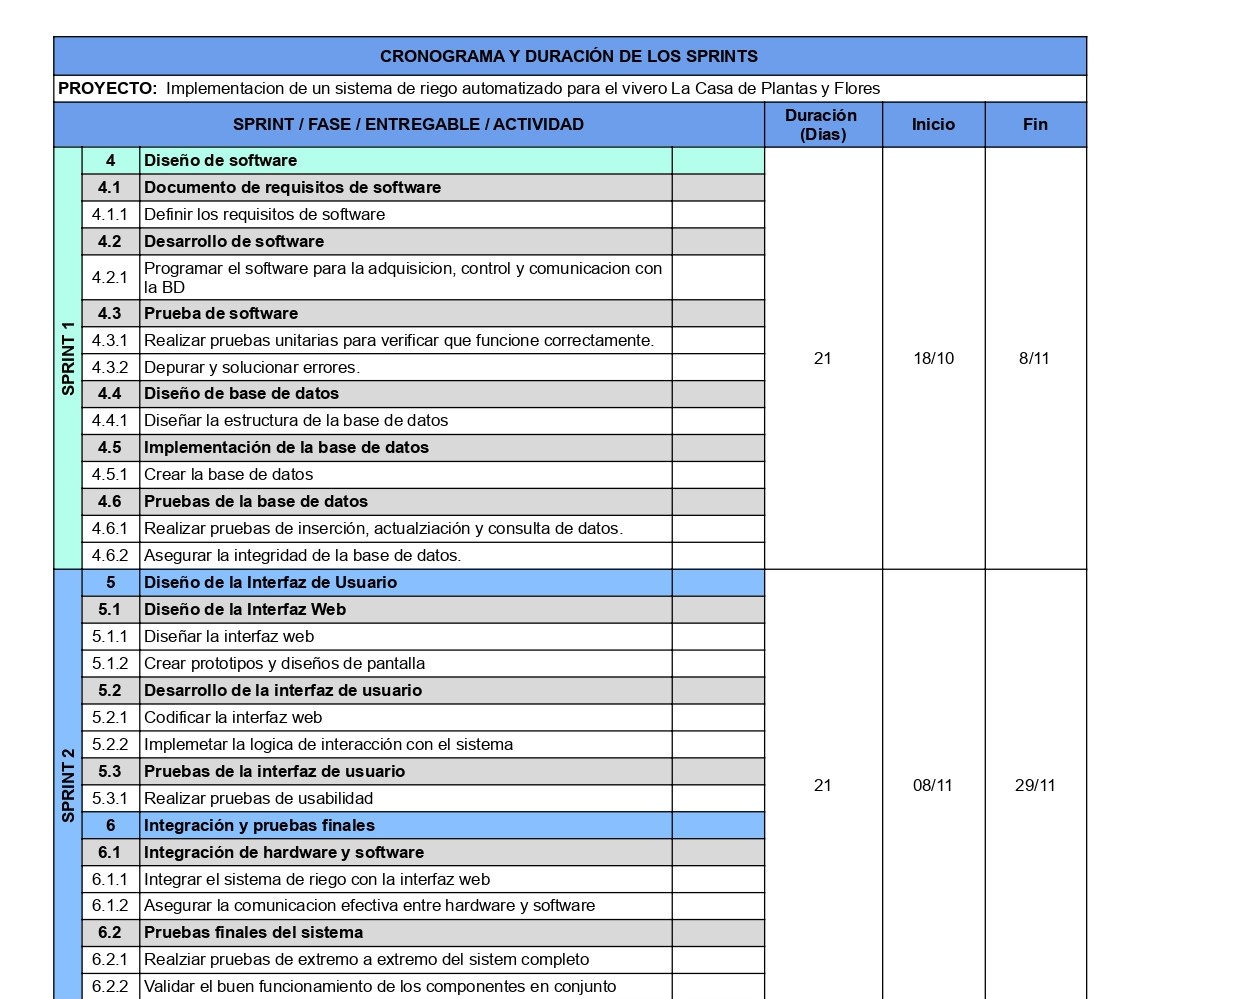 CRONOGRAMA Y DURACIÓN DE LOS SPRINTS
PROYECTO: Implementacion de un sistema de riego automatizado para el vivero La Casa de Plantas y Flores
SPRINT / FASE / ENTREGABLE / ACTIVIDAD Duración (Dias) Inicio Fin
SPRINT 1
4 Diseño de software
4.1 Documento de requisitos de software
4.1.1 Definir los requisitos de software
4.2 Desarrollo de software
4.2.1 Programar el software para la adquisicion, control y comunicacion con
la BD
4.3 Prueba de software
4.3.1 Realizar pruebas unitarias para verificar que funcione correctamente.
21 18/10 8/11
4.3.2 Depurar y solucionar errores.
4.4 Diseño de base de datos
4.4.1 Diseñar la estructura de la base de datos
4.5 Implementación de la base de datos
4.5.1 Crear la base de datos
4.6 Pruebas de la base de datos
4.6.1 Realizar pruebas de inserción, actualziación y consulta de datos.
4.6.2 Asegurar la integridad de la base de datos.
SPRINT 2
5 Diseño de la Interfaz de Usuario
5.1 Diseño de la Interfaz Web
5.1.1 Diseñar la interfaz web
5.1.2 Crear prototipos y diseños de pantalla
5.2 Desarrollo de la interfaz de usuario
5.2.1 Codificar la interfaz web
5.2.2 Implemetar la logica de interacción con el sistema
5.3 Pruebas de la interfaz de usuario
21 08/11 29/11
5.3.1 Realizar pruebas de usabilidad
6 Integración y pruebas finales
6.1 Integración de hardware y software
6.1.1 Integrar el sistema de riego con la interfaz web
6.1.2 Asegurar la comunicacion efectiva entre hardware y software
6.2 Pruebas finales del sistema
6.2.1 Realziar pruebas de extremo a extremo del sistem completo
6.2.2 Validar el buen funcionamiento de los componentes en conjunto